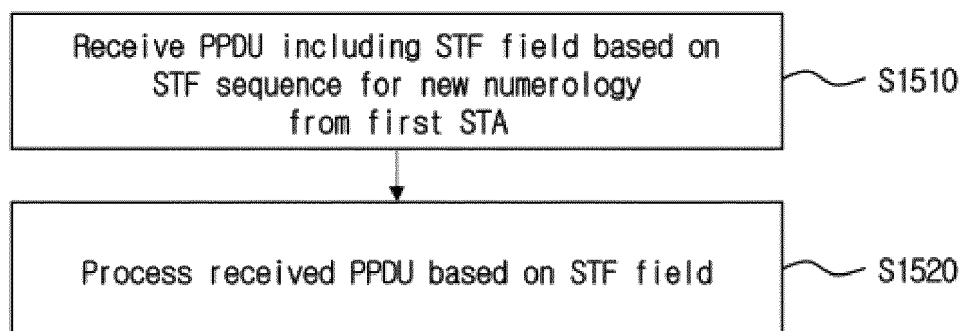 Receive PPDU including STF field based on
STF sequence for new numerology
from first STA
S1510
Process received PPDU based on STF field
S1520